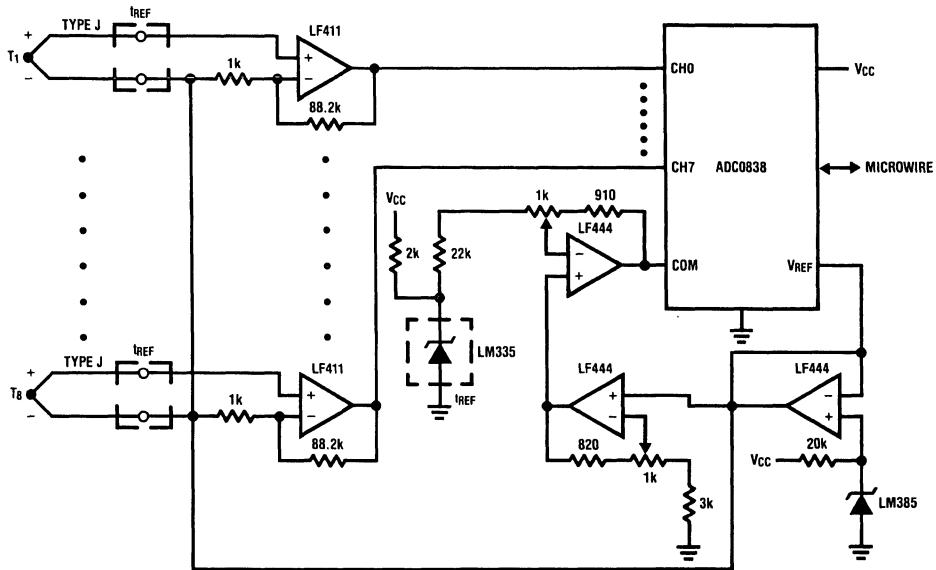 TYPE J
tREF
LF411
+
T1
−
+
−
1k
88.2k
CH0
VCC
ADC0838
CH7
MICROWIRE
VCC
1k
910
LF444
2k
22k
−
+
COM
VREF
LM335
tREF
TYPE J
tREF
LF411
+
T8
−
+
−
1k
88.2k
LF444
+
−
LF444
−
+
820
1k
3k
VCC
20k
LM385